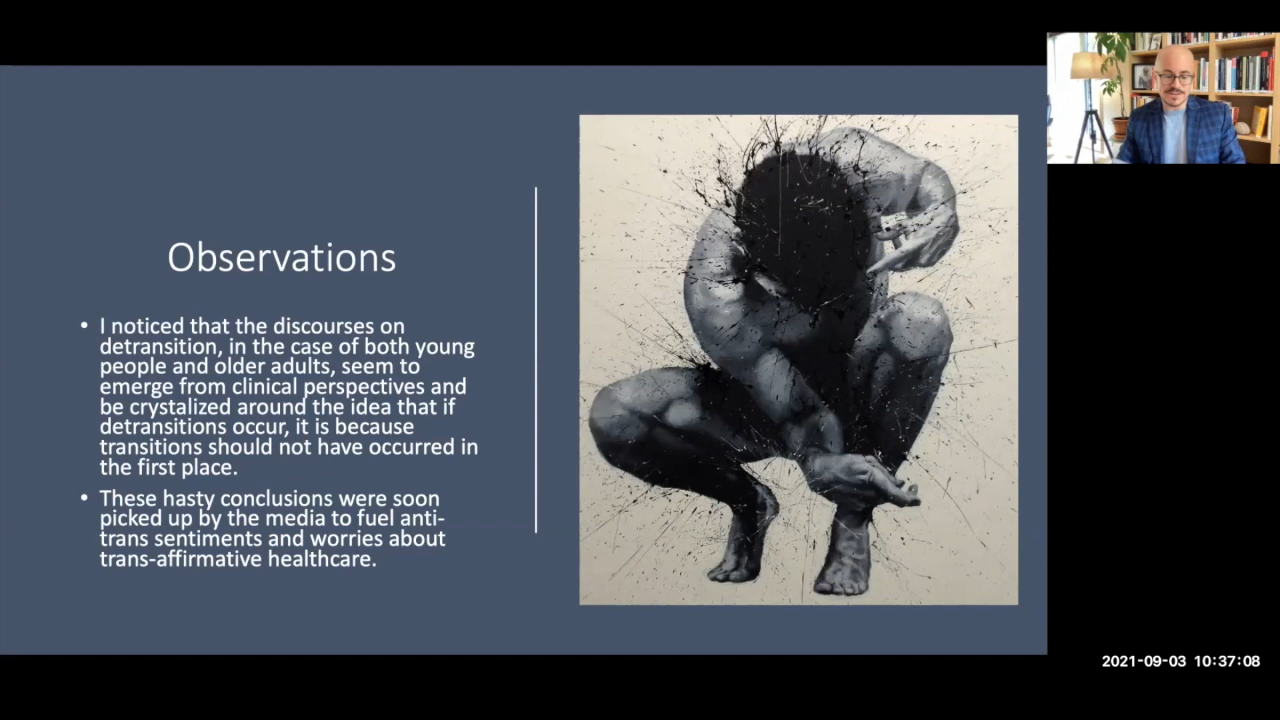 Observations
• I noticed that the discourses on
detransition, in the case of both young
people and older adults, seem to
emerge from clinical perspectives and
be crystalized around the idea that if
detransitions occur, it is because
transitions should not have occurred in
the first place.
• These hasty conclusions were soon
picked up by the media to fuel anti-
trans sentiments and worries about
trans-affirmative healthcare.
2021-09-03 10:37:08